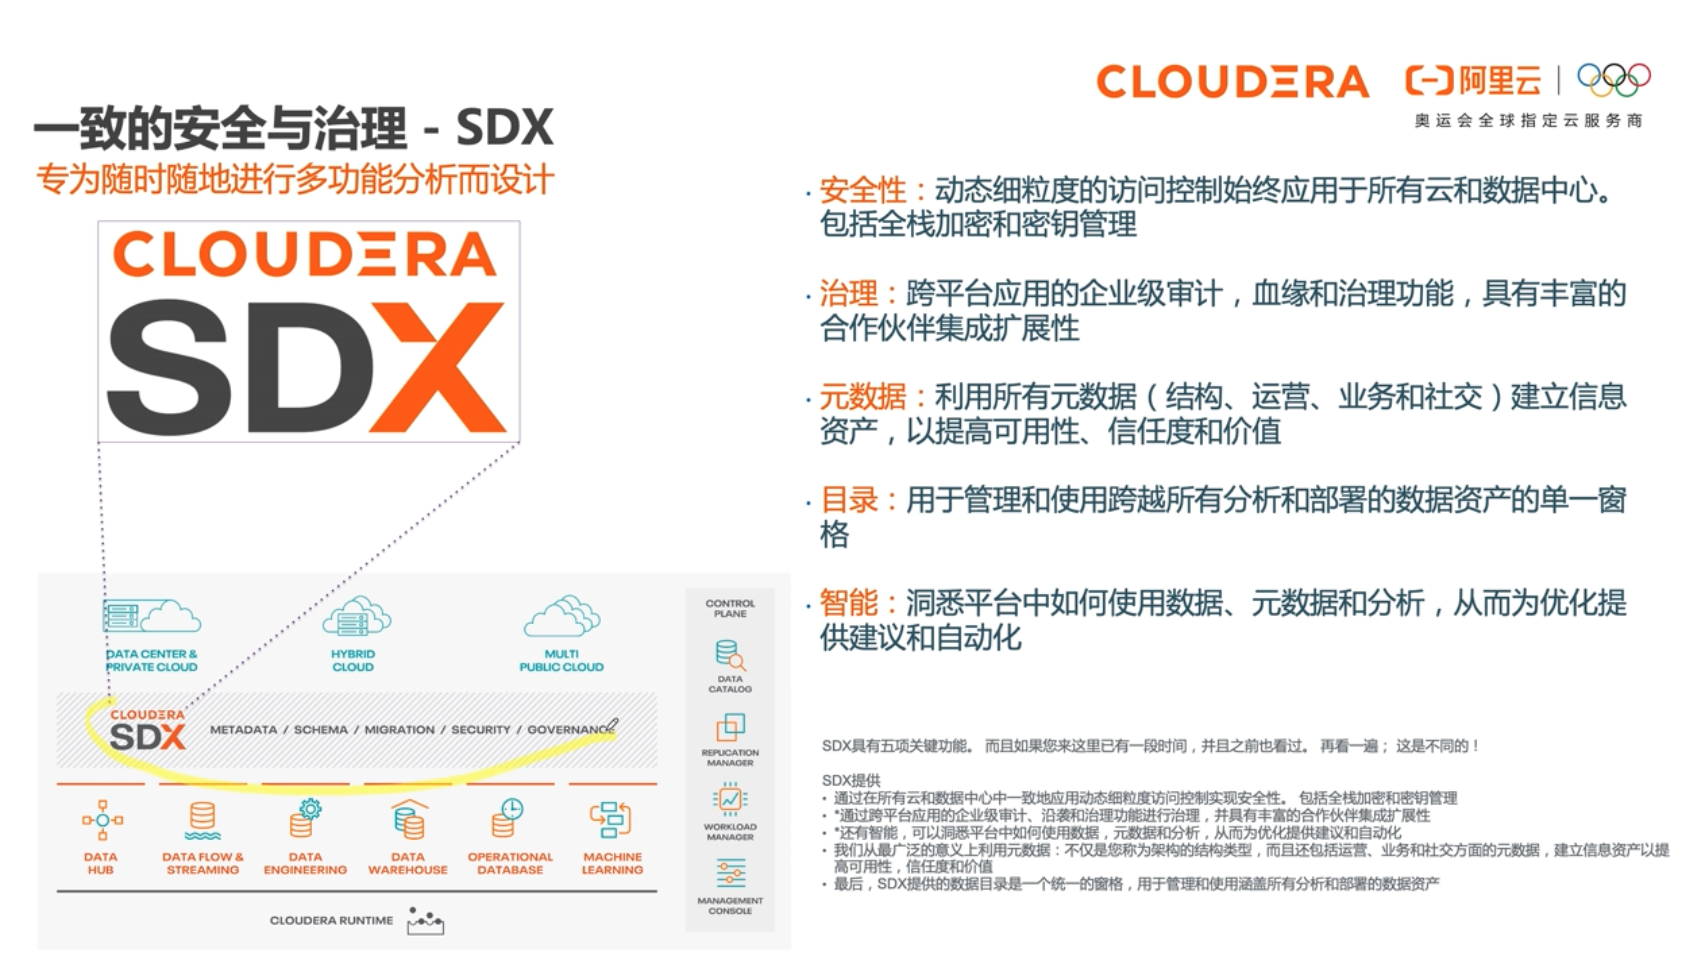 CLOUDERA
阿里云
奥运会全球指定云服务商
一致的安全与治理 - SDX
专为随时随地进行多功能分析而设计
CLOUDERA
SDX
DATA CENTER &
PRIVATE CLOUD
HYBRID
CLOUD
MULTI
PUBLIC CLOUD
CLOUDERA
SDX
METADATA / SCHEMA / MIGRATION / SECURITY / GOVERNANCE
DATA
HUB
DATA FLOW &
STREAMING
DATA
ENGINEERING
DATA
WAREHOUSE
OPERATIONAL
DATABASE
MACHINE
LEARNING
CLOUDERA RUNTIME
CONTROL
PLANE
DATA
CATALOG
REPLICATION
MANAGER
WORKLOAD
MANAGER
MANAGEMENT
CONSOLE
· 安全性：动态细粒度的访问控制始终应用于所有云和数据中心。
包括全栈加密和密钥管理
· 治理：跨平台应用的企业级审计，血缘和治理功能，具有丰富的
合作伙伴集成扩展性
· 元数据：利用所有元数据（结构、运营、业务和社交）建立信息
资产，以提高可用性、信任度和价值
· 目录：用于管理和使用跨越所有分析和部署的数据资产的单一窗
格
· 智能：洞悉平台中如何使用数据、元数据和分析，从而为优化提
供建议和自动化
SDX具有五项关键功能。 而且如果您来这里已有一段时间，并且之前也看过。 再看一遍； 这是不同的！
SDX提供
• 通过在所有云和数据中心中一致地应用动态细粒度访问控制实现安全性。 包括全栈加密和密钥管理
• *通过跨平台应用的企业级审计、沿袭和治理功能进行治理，并具有丰富的合作伙伴集成扩展性
• *还有智能，可以洞悉平台中如何使用数据，元数据和分析，从而为优化提供建议和自动化
• 我们从最广泛的意义上利用元数据：不仅是您称为架构的结构类型，而且还包括运营、业务和社交方面的元数据，建立信息资产以提
高可用性，信任度和价值
• 最后，SDX提供的数据目录是一个统一的窗格，用于管理和使用涵盖所有分析和部署的数据资产